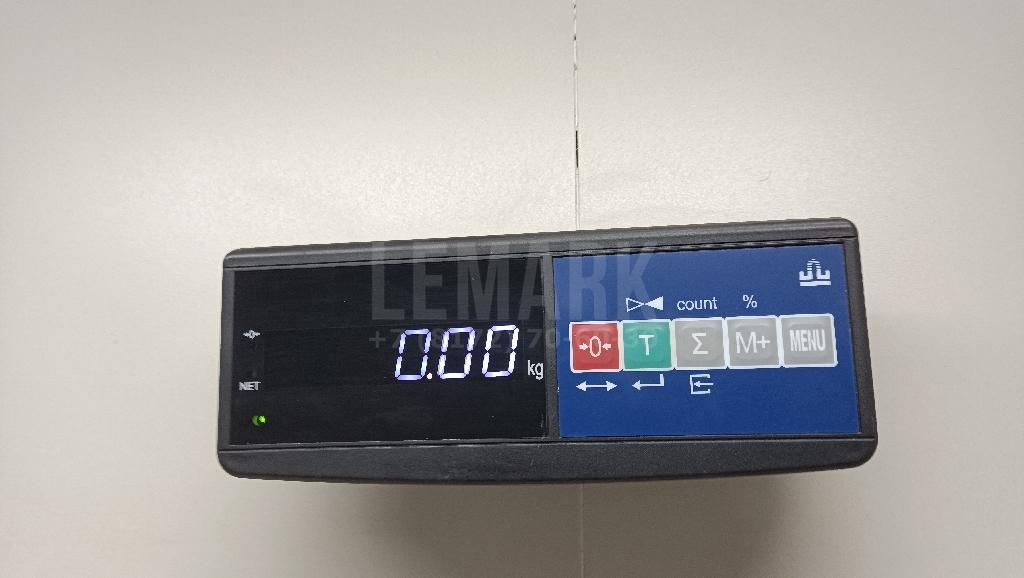 LEMARK
count %
0.00 kg
→0← T Σ M+ MENU
NET